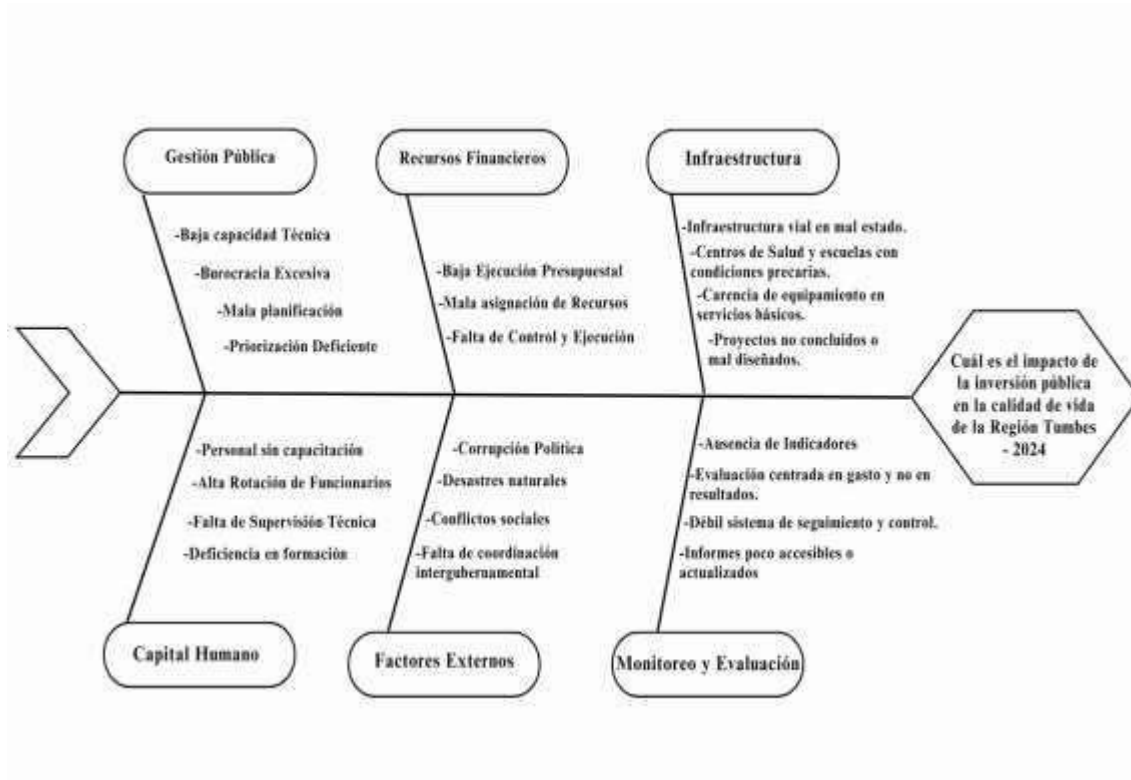 Gestión Pública
-Baja capacidad Técnica
-Burocracia Excesiva
-Mala planificación
-Priorización Deficiente
Recursos Financieros
-Baja Ejecución Presupuestal
-Mala asignación de Recursos
-Falta de Control y Ejecución
Infraestructura
-Infraestructura vial en mal estado.
-Centros de Salud y escuelas con
condiciones precarias.
-Carencia de equipamiento en
servicios básicos.
-Proyectos no concluidos o
mal diseñados.
Cuál es el impacto de
la inversión pública
en la calidad de vida
de la Región Tumbes
- 2024
-Personal sin capacitación
-Alta Rotación de Funcionarios
-Falta de Supervisión Técnica
-Deficiencia en formación
Capital Humano
-Corrupción Política
-Desastres naturales
-Conflictos sociales
-Falta de coordinación
intergubernamental
Factores Externos
-Ausencia de Indicadores
-Evaluación centrada en gasto y no en
resultados.
-Débil sistema de seguimiento y control.
-Informes poco accesibles o
actualizados
Monitoreo y Evaluación